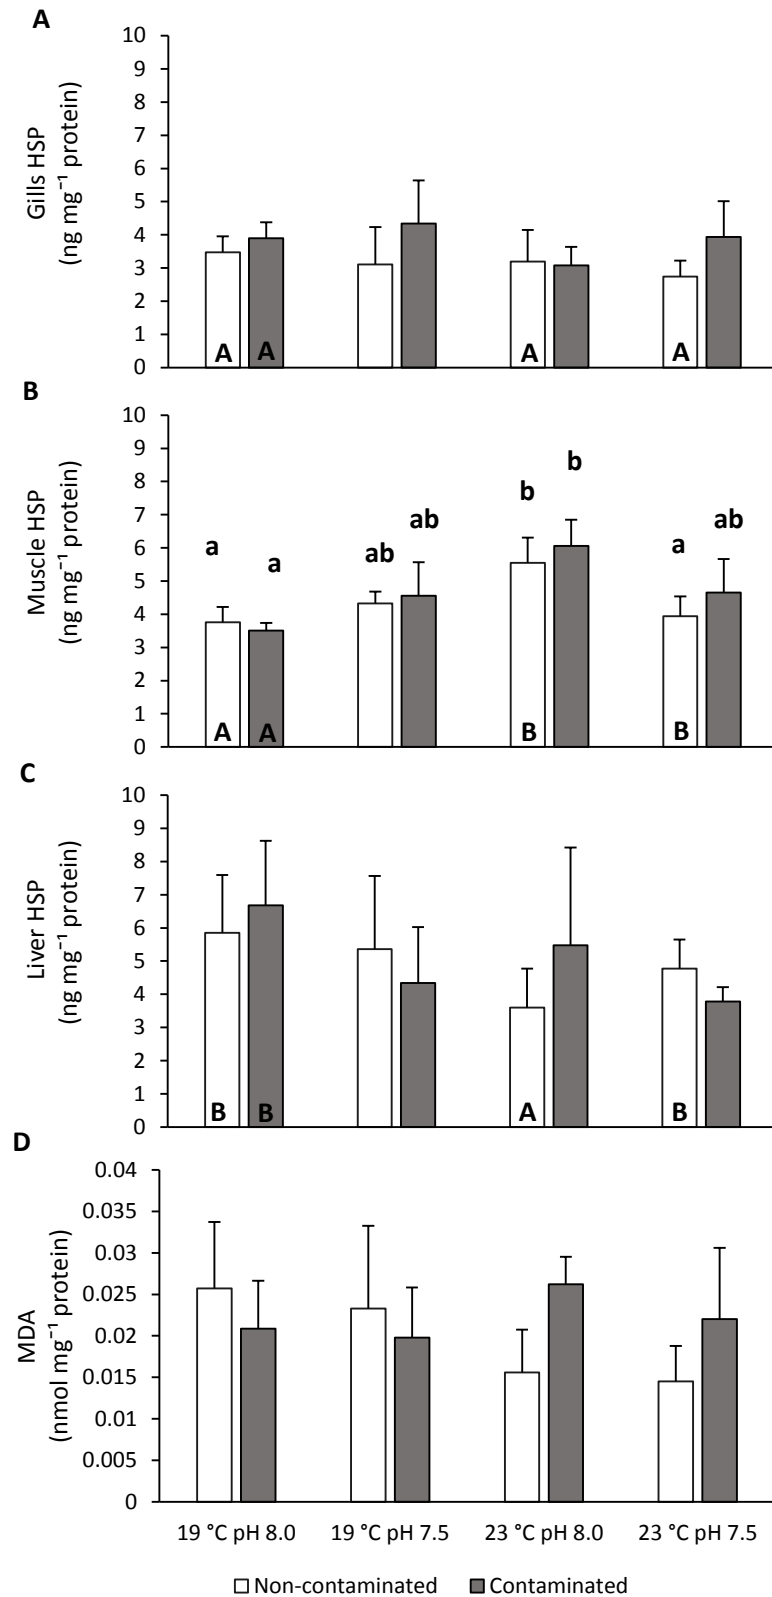 A
Gills HSP
(ng mg⁻¹ protein)
10
9
8
7
6
5
4
3
2
1
0
A A A A
B
Muscle HSP
(ng mg⁻¹ protein)
10
9
8
7
6
5
4
3
2
1
0
a a ab ab b b a ab
A A B B
C
Liver HSP
(ng mg⁻¹ protein)
10
9
8
7
6
5
4
3
2
1
0
B B A B
D
MDA
(nmol mg⁻¹ protein)
0.04
0.035
0.03
0.025
0.02
0.015
0.01
0.005
0
19 °C pH 8.0 19 °C pH 7.5 23 °C pH 8.0 23 °C pH 7.5
Non-contaminated Contaminated